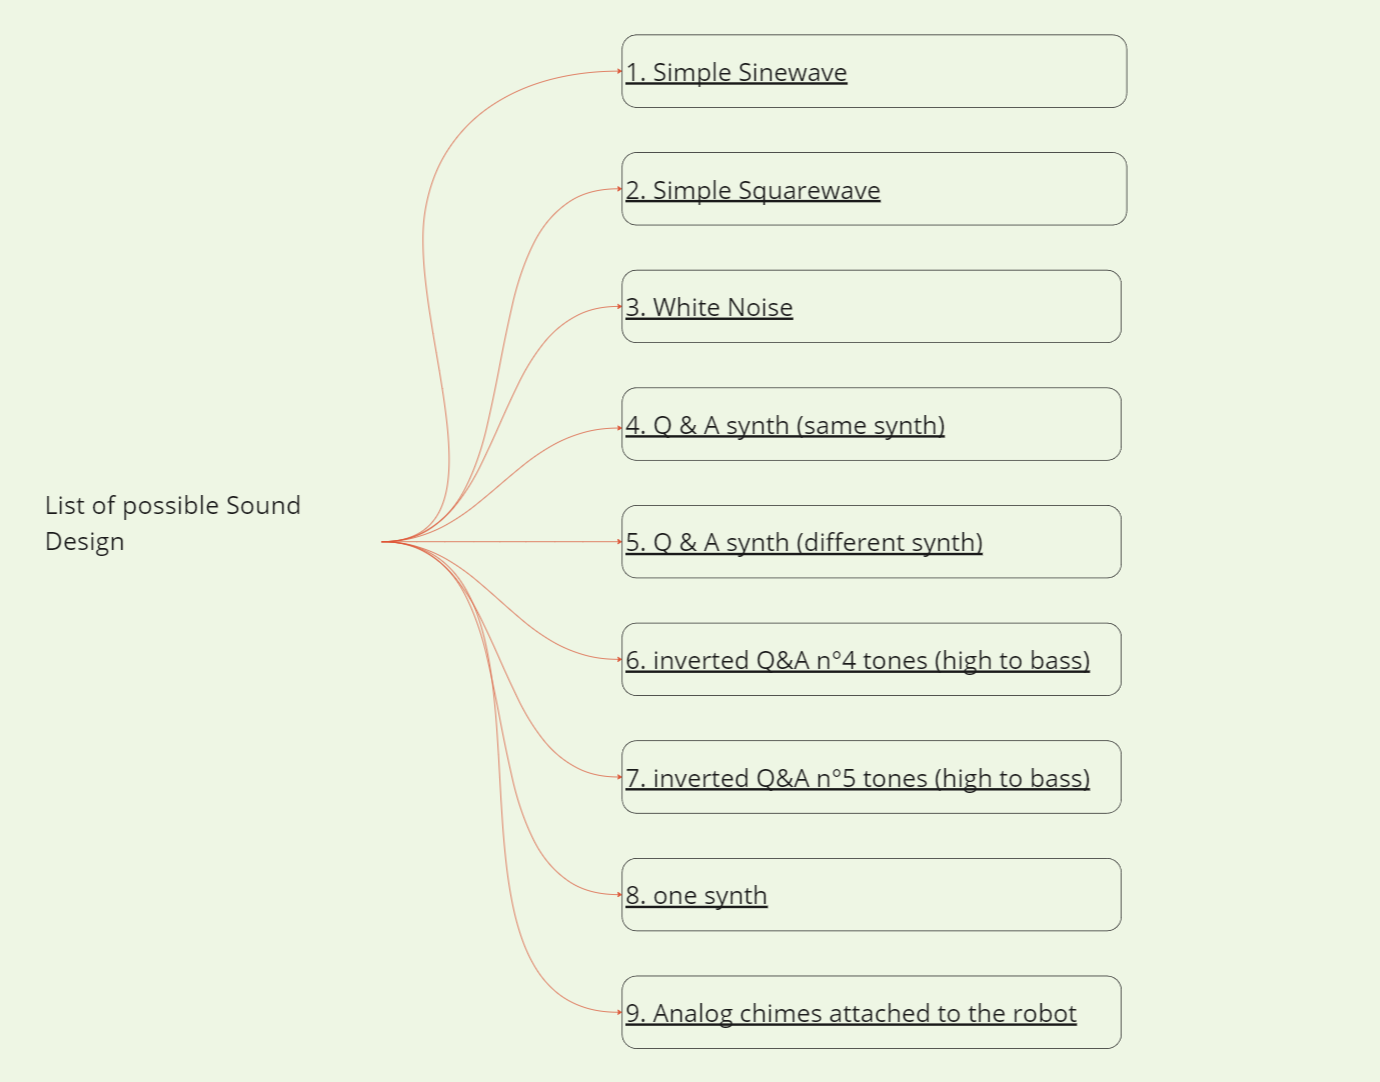 List of possible Sound
Design
1. Simple Sinewave
2. Simple Squarewave
3. White Noise
4. Q & A synth (same synth)
5. Q & A synth (different synth)
6. inverted Q&A n°4 tones (high to bass)
7. inverted Q&A n°5 tones (high to bass)
8. one synth
9. Analog chimes attached to the robot